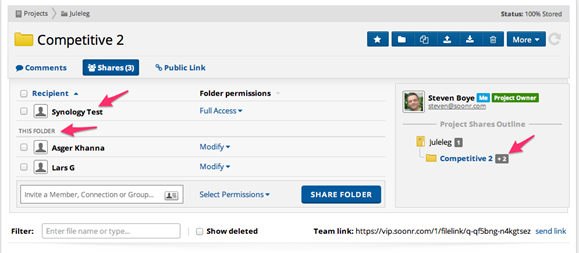 Projects Juleleg Status: 100% Stored
Competitive 2 More
Comments Shares (3) Public Link
Recipient Folder permissions
Synology Test Full Access
THIS FOLDER
Asger Khanna Modify
Lars G Modify
Invite a Member, Connection or Group... Select Permissions SHARE FOLDER
Steven Boye Me Project Owner
steven@soonr.com
Project Shares Outline
Juleleg 1
Competitive 2 + 2
Filter: Enter file name or type... Show deleted Team link: https://vip.soonr.com/1/filelink/q-qf5bng-n4kgtsez send link